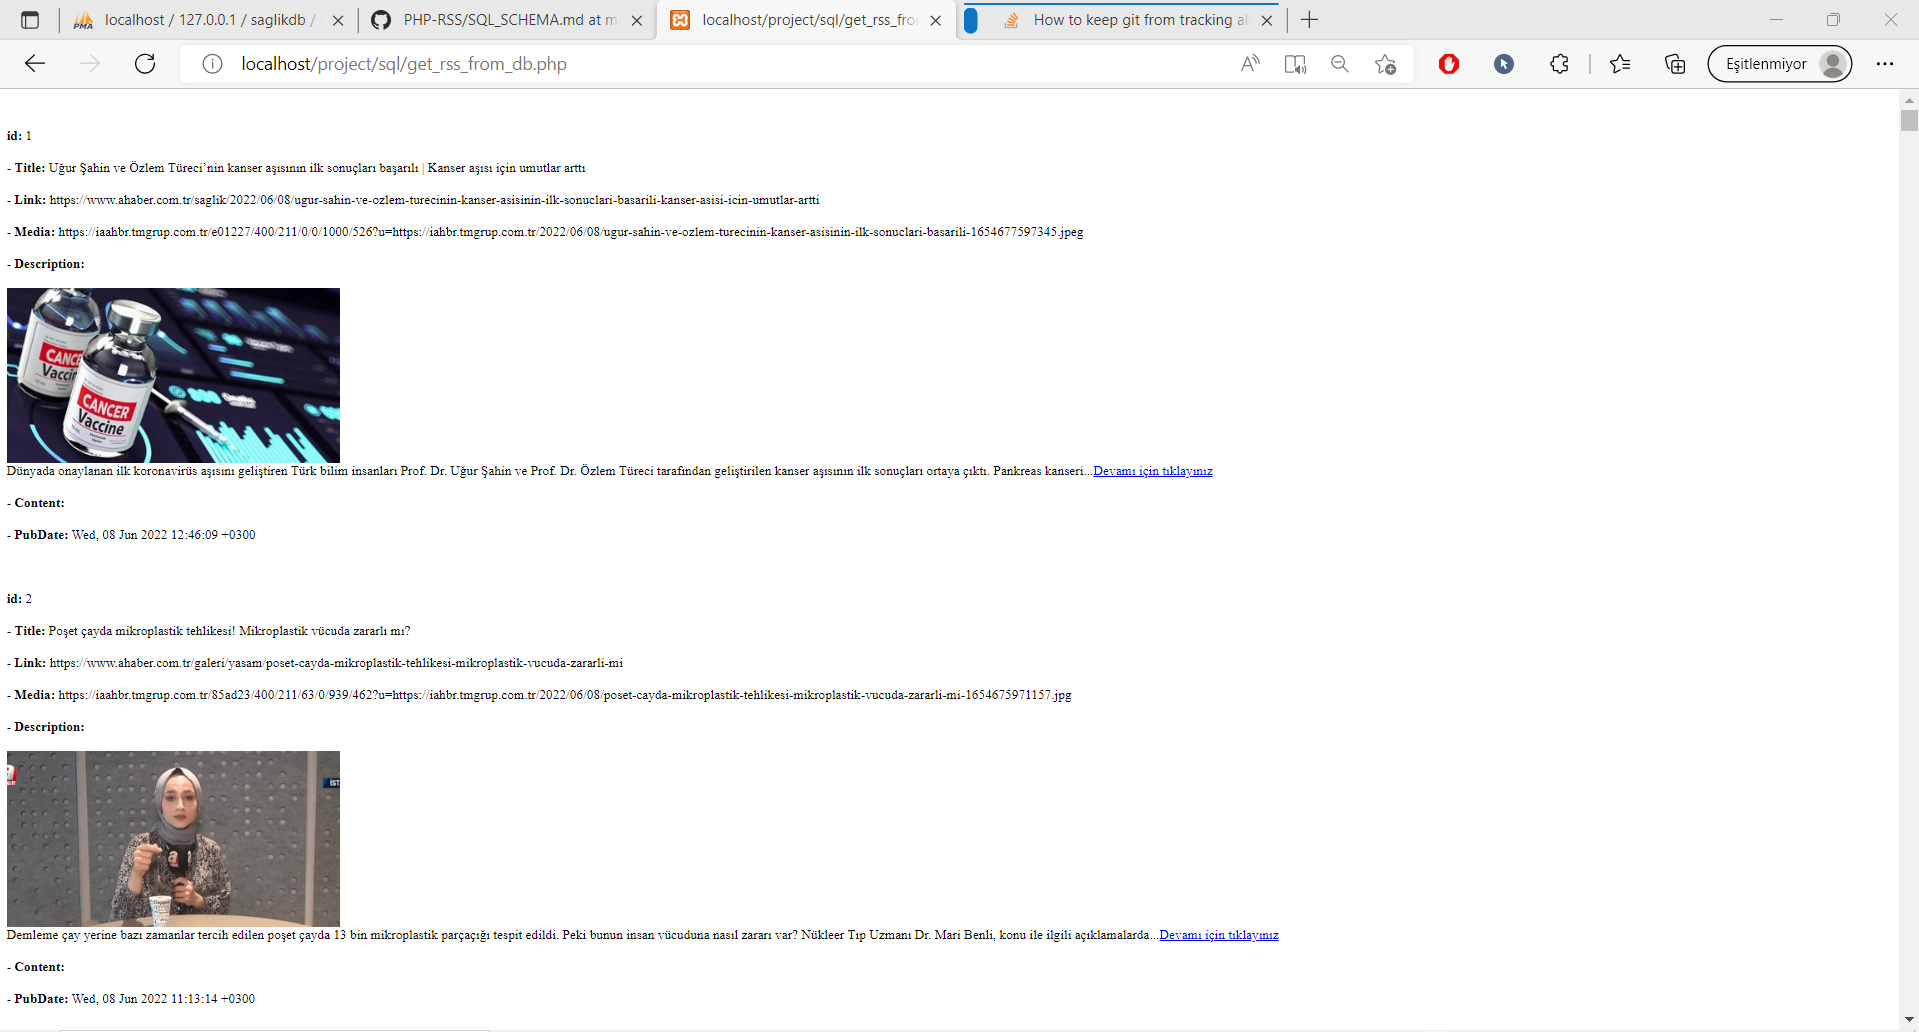 localhost / 127.0.0.1 / saglikdb /
PHP-RSS/SQL_SCHEMA.md at m
localhost/project/sql/get_rss_fro
How to keep git from tracking al
localhost/project/sql/get_rss_from_db.php
Eşitlenmiyor
id: 1
- Title: Uğur Şahin ve Özlem Türeci’nin kanser aşısının ilk sonuçları başarılı | Kanser aşısı için umutlar arttı
- Link: https://www.ahaber.com.tr/saglik/2022/06/08/ugur-sahin-ve-ozlem-turecinin-kanser-asisinin-ilk-sonuclari-basarili-kanser-asisi-icin-umutlar-artti
- Media: https://iaahbr.tmgrup.com.tr/e01227/400/211/0/0/1000/526?u=https://iahbr.tmgrup.com.tr/2022/06/08/ugur-sahin-ve-ozlem-turecinin-kanser-asisinin-ilk-sonuclari-basarili-1654677597345.jpeg
- Description:
CANCE
Vaccin
CANCER
Vaccine
Dünyada onaylanan ilk koronavirüs aşısını geliştiren Türk bilim insanları Prof. Dr. Uğur Şahin ve Prof. Dr. Özlem Türeci tarafından geliştirilen kanser aşısının ilk sonuçları ortaya çıktı. Pankreas kanseri...Devamı için tıklayınız
- Content:
- PubDate: Wed, 08 Jun 2022 12:46:09 +0300
id: 2
- Title: Poşet çayda mikroplastik tehlikesi! Mikroplastik vücuda zararlı mı?
- Link: https://www.ahaber.com.tr/galeri/yasam/poset-cayda-mikroplastik-tehlikesi-mikroplastik-vucuda-zararli-mi
- Media: https://iaahbr.tmgrup.com.tr/85ad23/400/211/63/0/939/462?u=https://iahbr.tmgrup.com.tr/2022/06/08/poset-cayda-mikroplastik-tehlikesi-mikroplastik-vucuda-zararli-mi-1654675971157.jpg
- Description:
İST
Demleme çay yerine bazı zamanlar tercih edilen poşet çayda 13 bin mikroplastik parçaçığı tespit edildi. Peki bunun insan vücuduna nasıl zararı var? Nükleer Tıp Uzmanı Dr. Mari Benli, konu ile ilgili açıklamalarda...Devamı için tıklayınız
- Content:
- PubDate: Wed, 08 Jun 2022 11:13:14 +0300